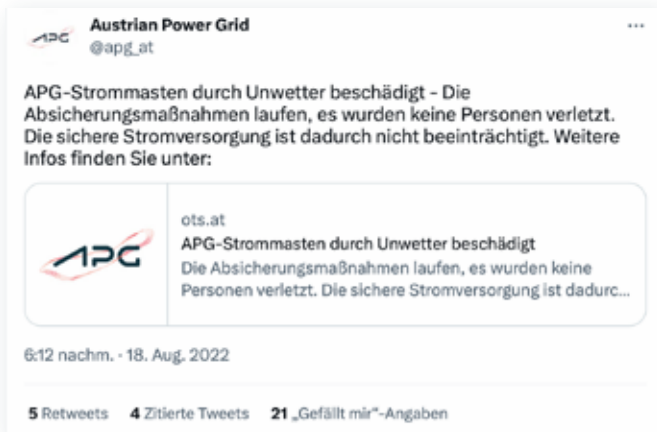 APG
Austrian Power Grid
@apg_at
...
APG-Strommasten durch Unwetter beschädigt - Die
Absicherungsmaßnahmen laufen, es wurden keine Personen verletzt.
Die sichere Stromversorgung ist dadurch nicht beeinträchtigt. Weitere
Infos finden Sie unter:
APG
ots.at
APG-Strommasten durch Unwetter beschädigt
Die Absicherungsmaßnahmen laufen, es wurden keine
Personen verletzt. Die sichere Stromversorgung ist dadurc...
6:12 nachm. · 18. Aug. 2022
5 Retweets 4 Zitierte Tweets 21 „Gefällt mir“-Angaben